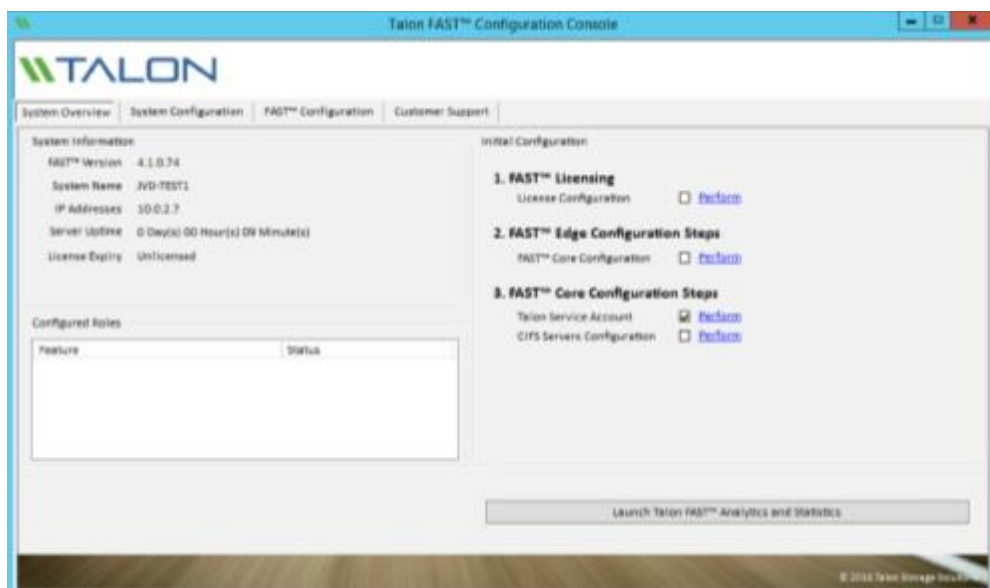 Talon FAST™ Configuration Console
TALON
System Overview
System Configuration
FAST™ Configuration
Customer Support
System Information
FAST™ Version 4.1.0.74
System Name JVD-TEST1
IP Addresses 10.0.2.7
Server Uptime 0 Day(s) 00 Hour(s) 09 Minute(s)
License Expiry Unlicensed
Configured Roles
Feature Status
Initial Configuration
1. FAST™ Licensing
License Configuration Perform
2. FAST™ Edge Configuration Steps
FAST™ Core Configuration Perform
3. FAST™ Core Configuration Steps
Talon Service Account Perform
CIFS Servers Configuration Perform
Launch Talon FAST™ Analytics and Statistics
© 2016 Talon Storage Solutions